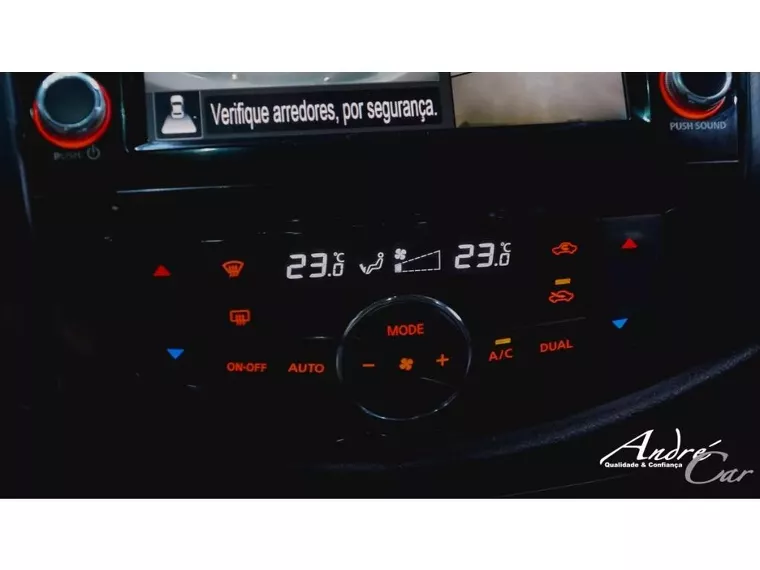 Verifique arredores, por segurança.
PUSH
PUSH SOUND
23.0 °C
23.0 °C
MODE
ON-OFF
AUTO
- +
A/C
DUAL
André Car
Qualidade & Confiança